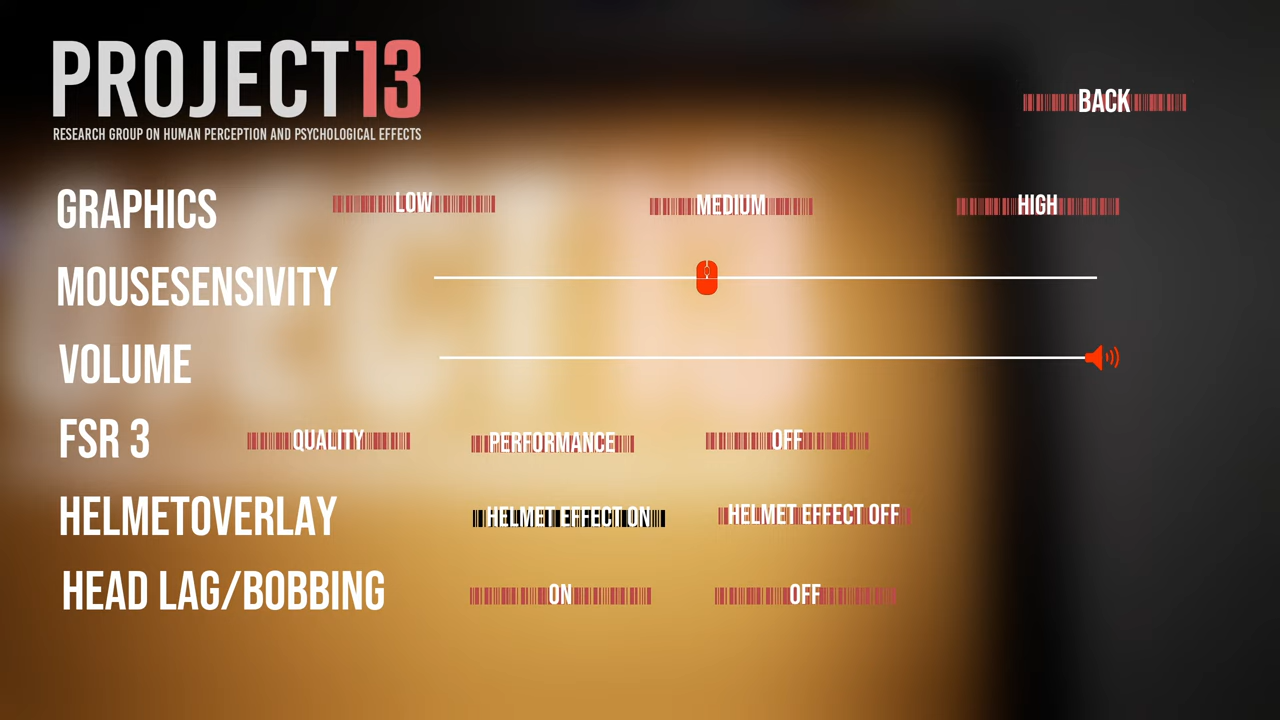 PROJECT13
RESEARCH GROUP ON HUMAN PERCEPTION AND PSYCHOLOGICAL EFFECTS
BACK
GRAPHICS LOW MEDIUM HIGH
MOUSESENSIVITY
VOLUME
FSR 3 QUALITY PERFORMANCE OFF
HELMETOVERLAY HELMET EFFECT ON HELMET EFFECT OFF
HEAD LAG/BOBBING ON OFF